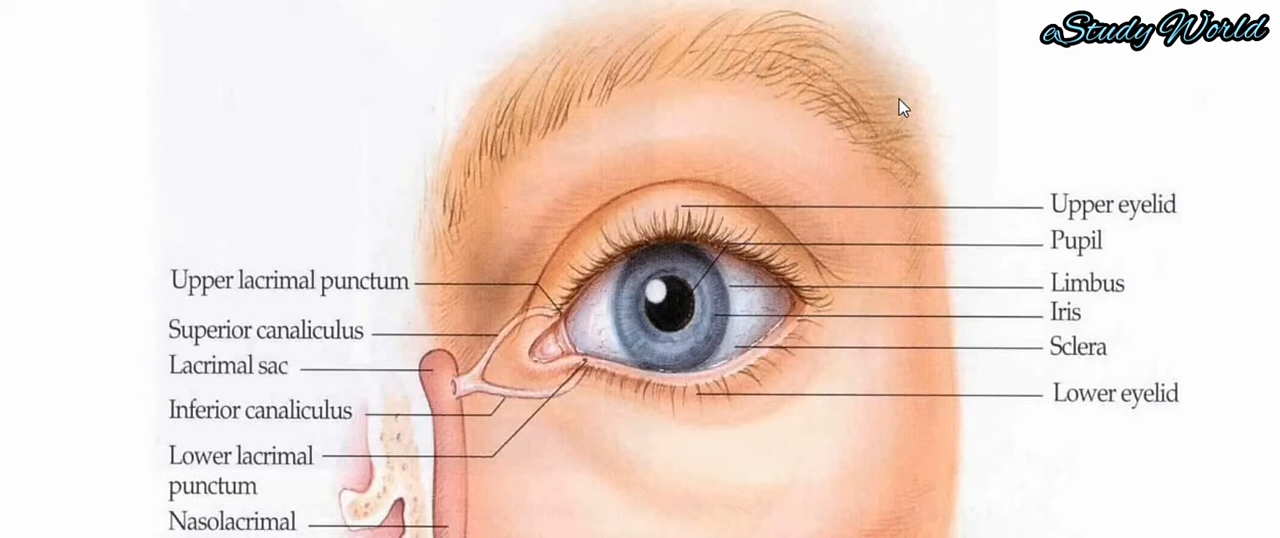 eStudy World
Upper eyelid
Pupil
Limbus
Iris
Sclera
Lower eyelid
Upper lacrimal punctum
Superior canaliculus
Lacrimal sac
Inferior canaliculus
Lower lacrimal
punctum
Nasolacrimal